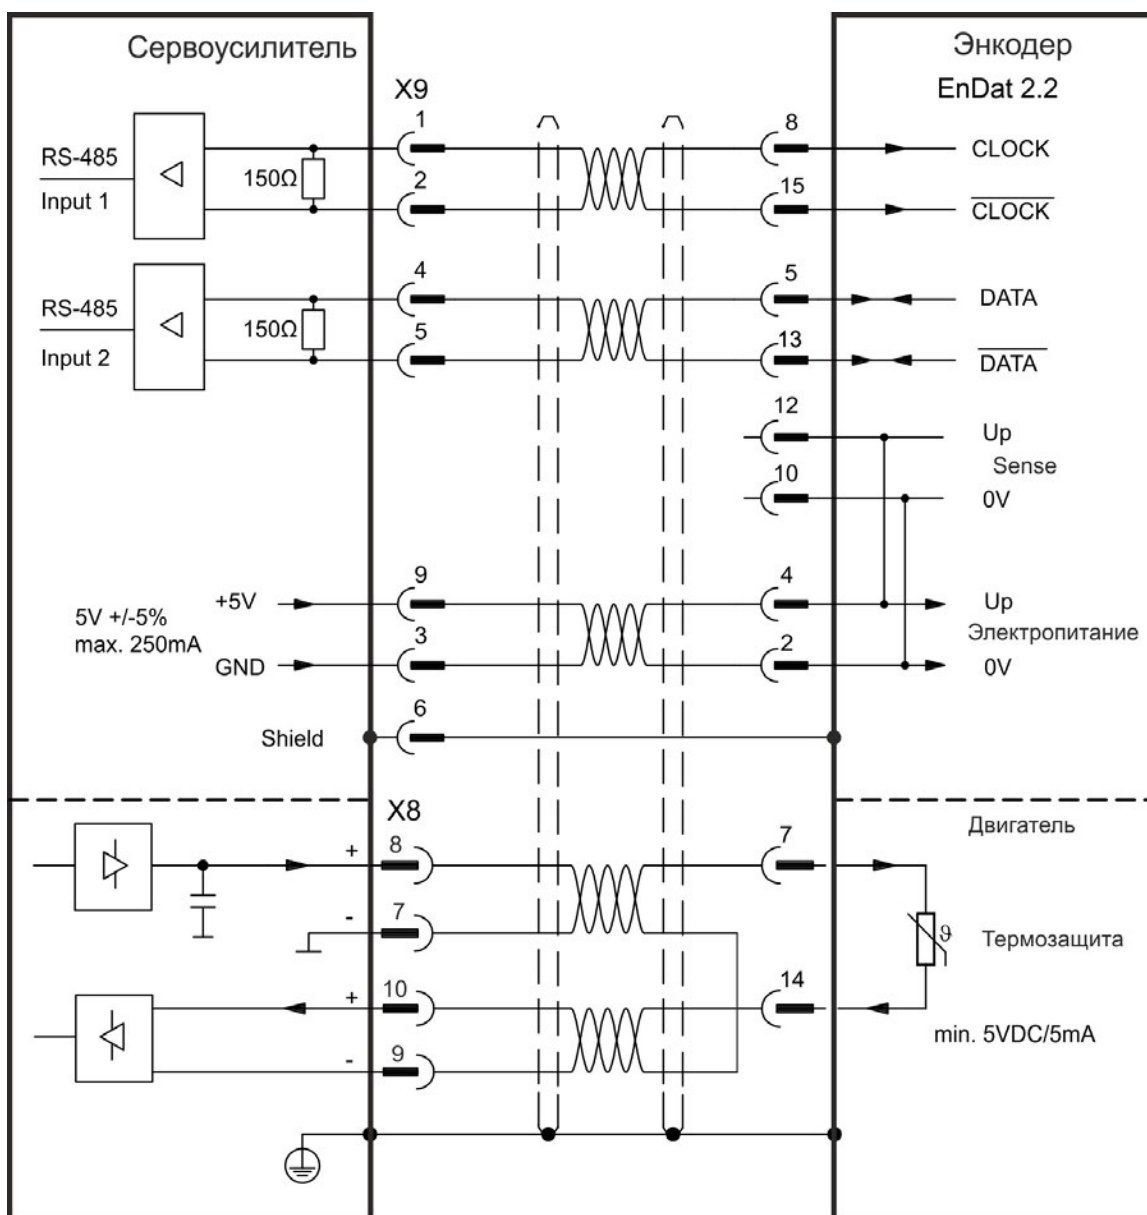 Сервоусилитель
Энкодер
EnDat 2.2
X9
RS-485
Input 1
150Ω
1
2
8
15
CLOCK
CLOCK
RS-485
Input 2
150Ω
4
5
5
13
DATA
DATA
12
10
Up
Sense
0V
5V +/-5%
max. 250mA
+5V
GND
9
3
4
2
Up
Электропитание
0V
Shield
6
X8
Двигатель
+
8
7
-
7
ϑ
Термозащита
+
10
14
-
9
min. 5VDC/5mA